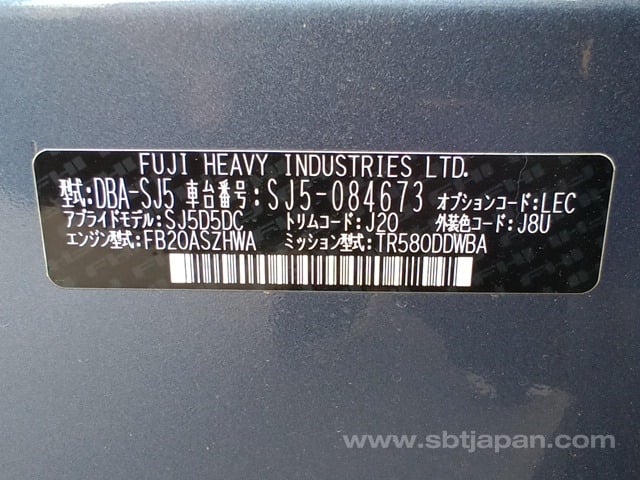 FUJI HEAVY INDUSTRIES LTD.
型式:DBA-SJ5 車台番号:SJ5-084673 オプションコード:LEC
アプライドモデル:SJ5D5DC トリムコード:J20 外装色コード:J8U
エンジン型式:FB20ASZHWA ミッション型式:TR580DDWBA
www.sbtjapan.com